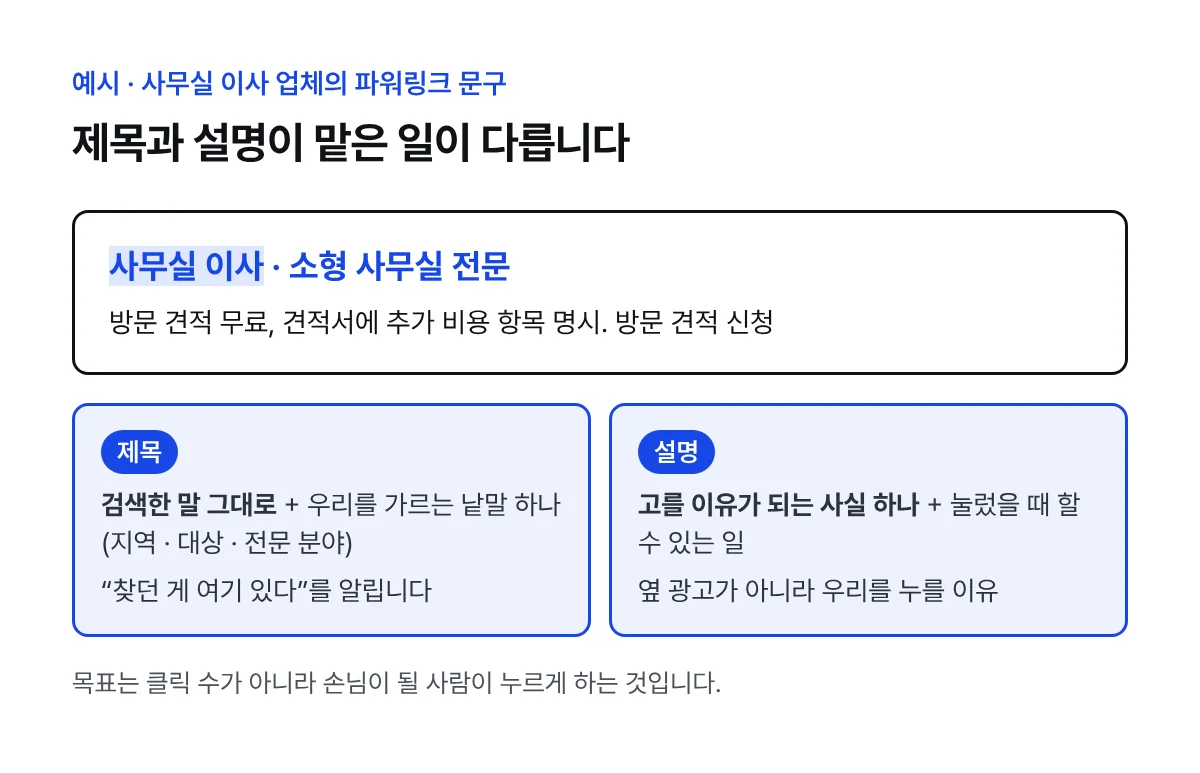 예시 · 사무실 이사 업체의 파워링크 문구
제목과 설명이 맡은 일이 다릅니다
사무실 이사 · 소형 사무실 전문
방문 견적 무료, 견적서에 추가 비용 항목 명시. 방문 견적 신청
제목
검색한 말 그대로 + 우리를 가르는 낱말 하나
(지역 · 대상 · 전문 분야)
“찾던 게 여기 있다”를 알립니다
설명
고를 이유가 되는 사실 하나 + 눌렀을 때 할
수 있는 일
옆 광고가 아니라 우리를 누를 이유
목표는 클릭 수가 아니라 손님이 될 사람이 누르게 하는 것입니다.